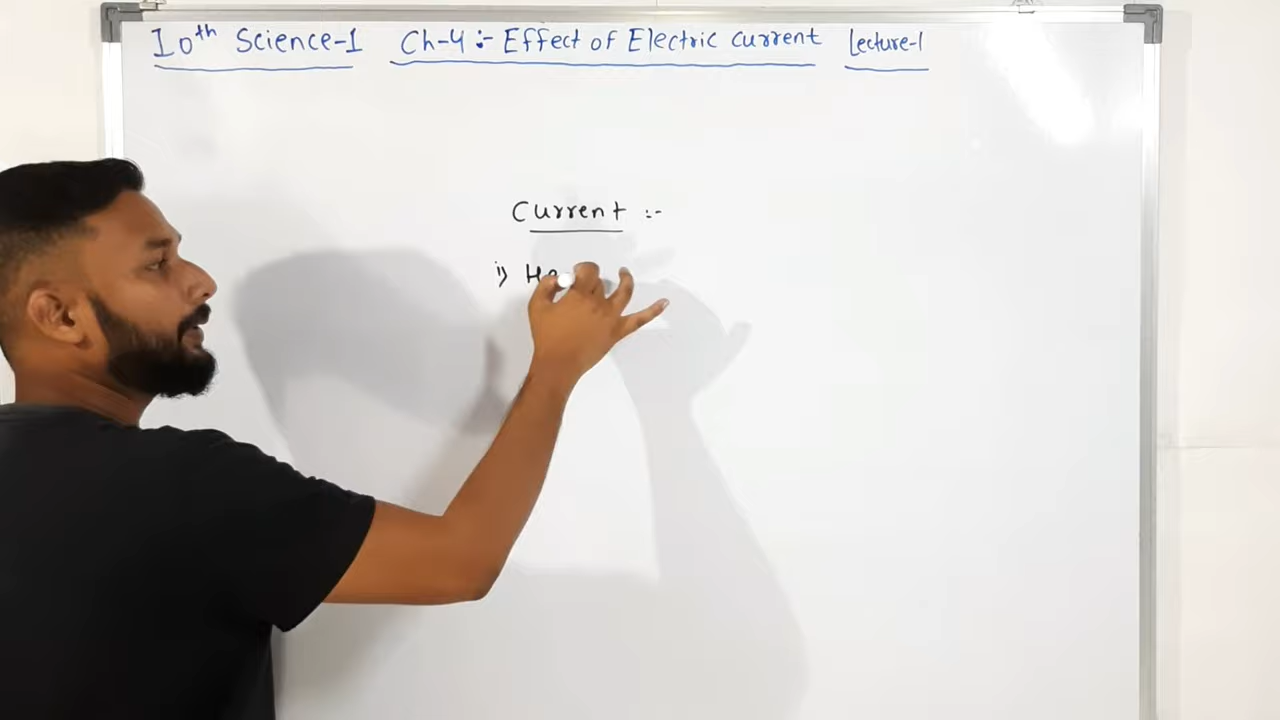 10th Science-1 Ch-4 :- Effect of Electric current Lecture-1
Current :-
i) He